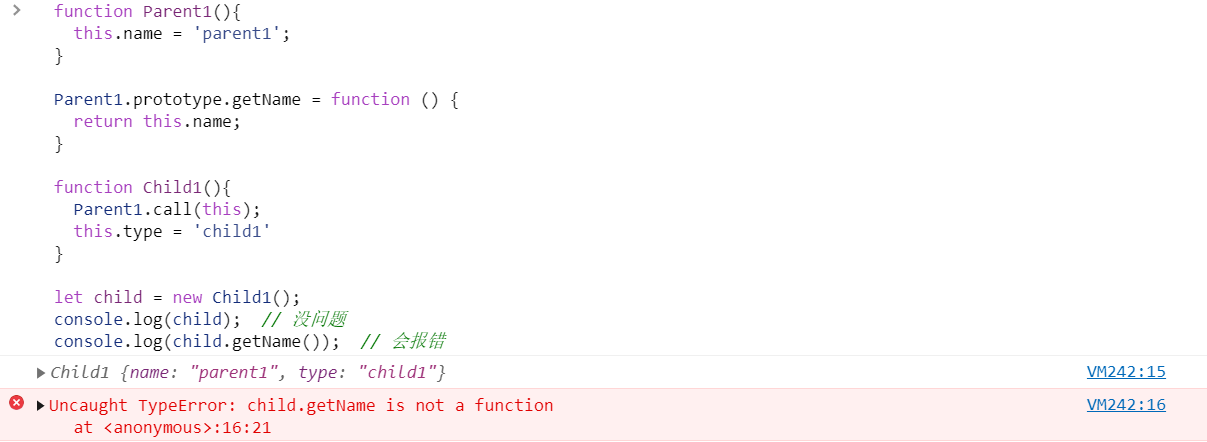 function Parent1(){
  this.name = 'parent1';
}

Parent1.prototype.getName = function () {
  return this.name;
}

function Child1(){
  Parent1.call(this);
  this.type = 'child1'
}

let child = new Child1();
console.log(child);  // 没问题
console.log(child.getName());  // 会报错
Child1 {name: "parent1", type: "child1"} VM242:15
Uncaught TypeError: child.getName is not a function VM242:16
    at <anonymous>:16:21